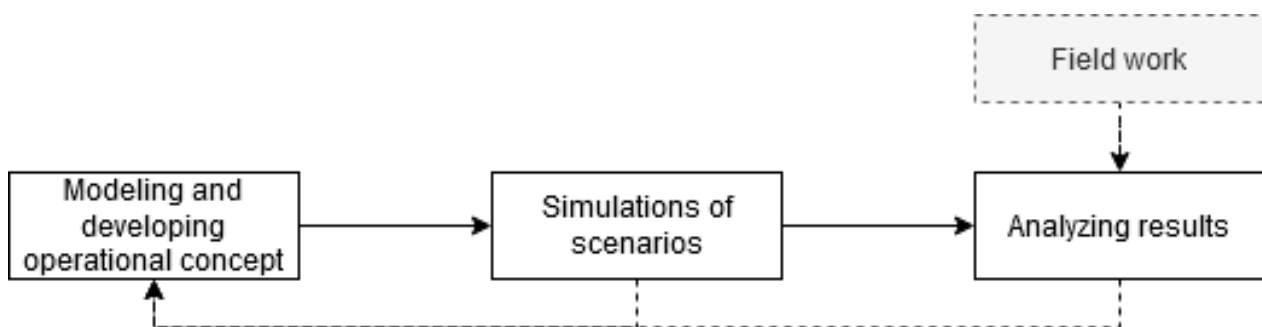 Field work
Modeling and
developing
operational concept
Simulations of
scenarios
Analyzing results